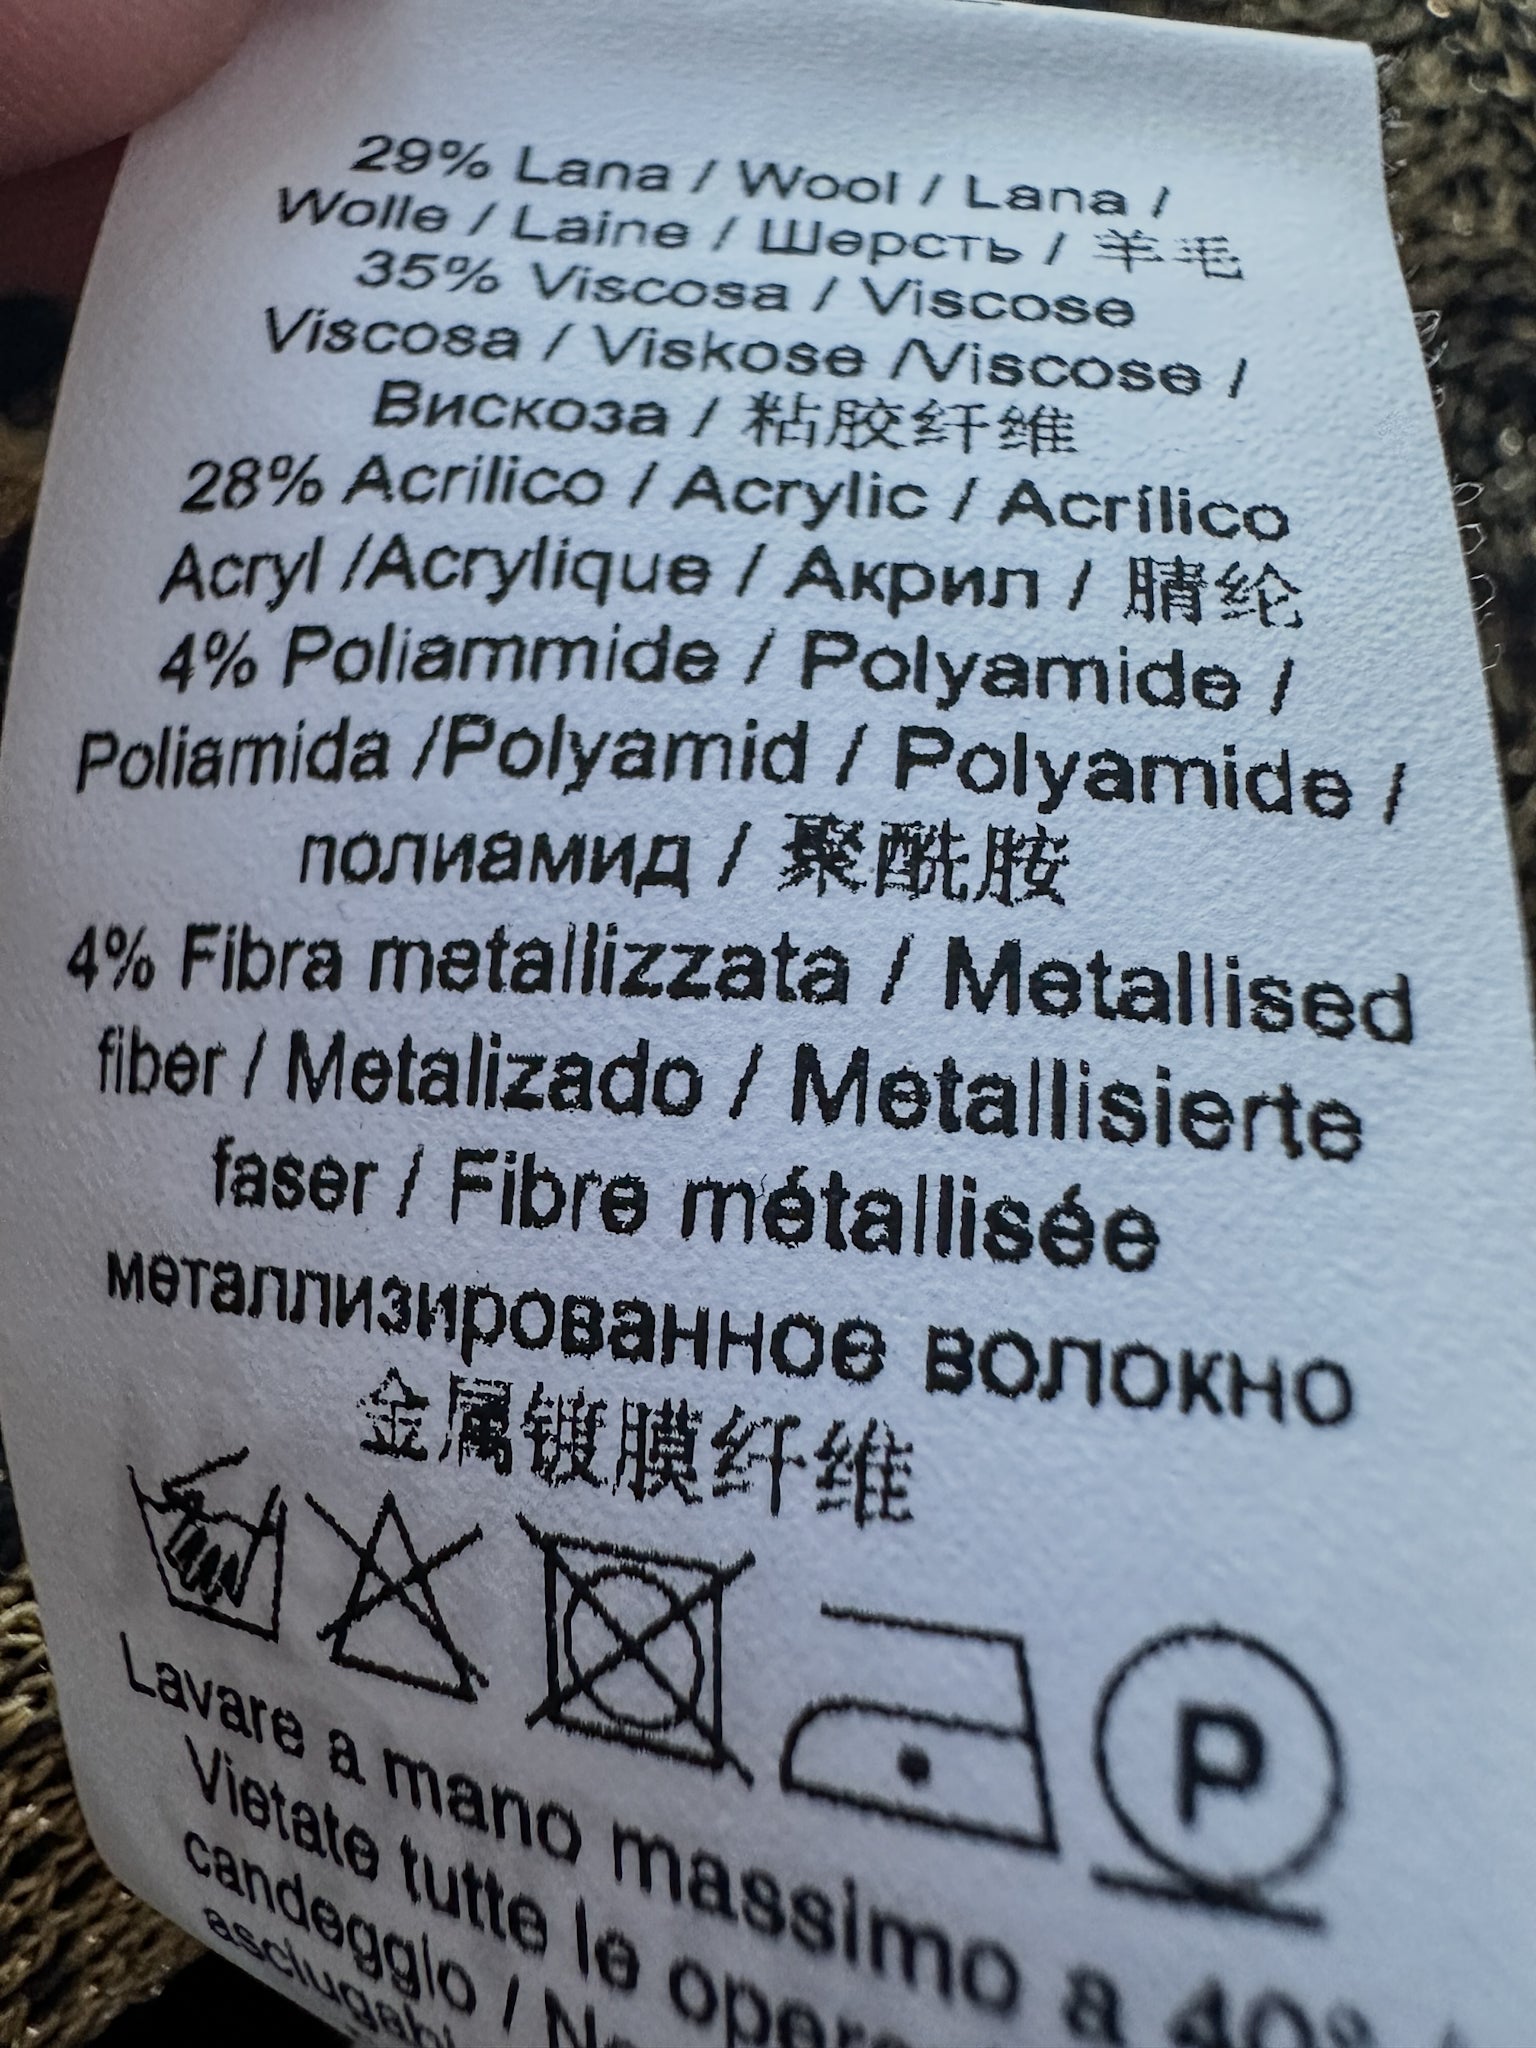 29% Lana / Wool / Lana /
Wolle / Laine / Шерсть / 羊毛
35% Viscosa / Viscose
Viscosa / Viskose /Viscose /
Вискоза / 粘胶纤维
28% Acrilico / Acrylic / Acrílico
Acryl /Acrylique / Акрил / 腈纶
4% Poliammide / Polyamide /
Poliamida /Polyamid / Polyamide /
полиамид / 聚酰胺
4% Fibra metallizzata / Metallised
fiber / Metalizado / Metallisierte
faser / Fibre métallisée
металлизированное волокно
金属镀膜纤维
P
Lavare a mano massimo a 40°
Vietate tutte le
candeggio /